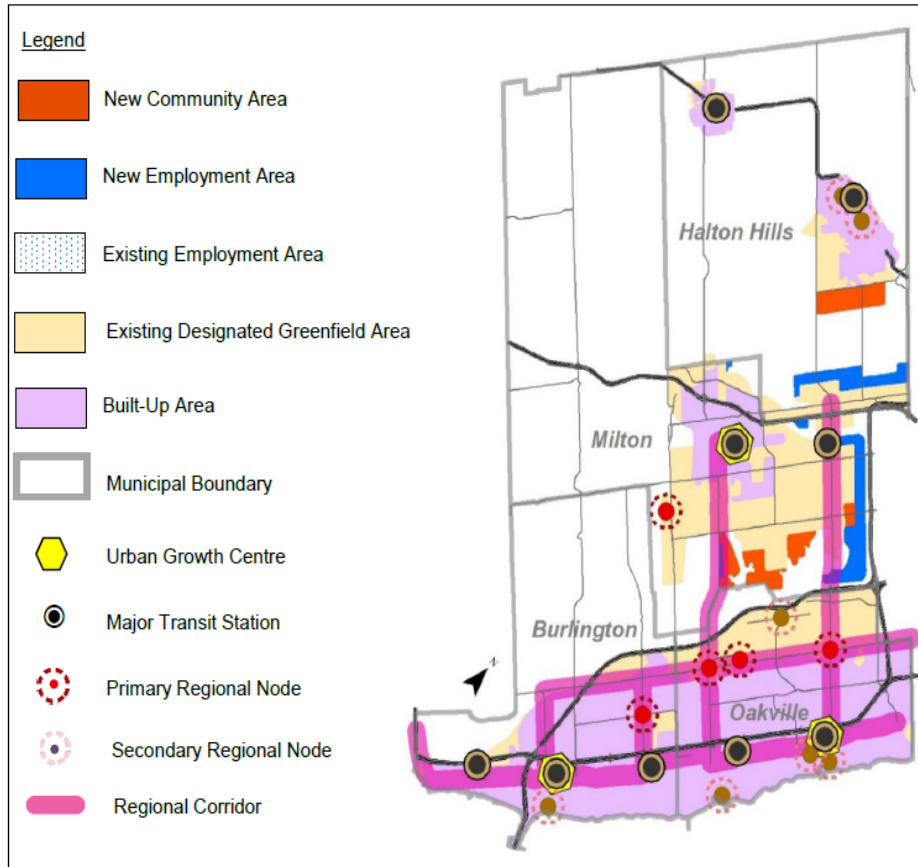 Legend
New Community Area
New Employment Area
Existing Employment Area
Existing Designated Greenfield Area
Built-Up Area
Municipal Boundary
Urban Growth Centre
Major Transit Station
Primary Regional Node
Secondary Regional Node
Regional Corridor
Halton Hills
Milton
Burlington
N
Oakville